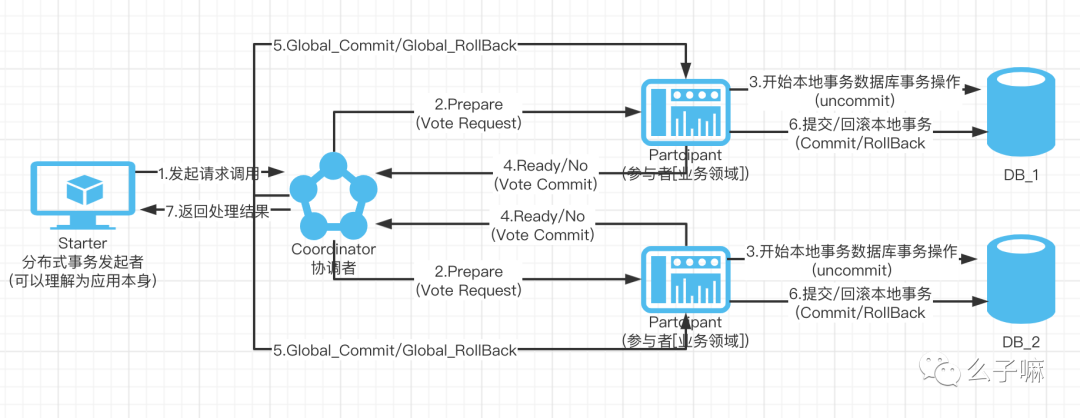 5.Global_Commit/Global_RollBack
2.Prepare
(Vote Request)
3.开始本地事务数据库事务操作
(uncommit)
6.提交/回滚本地事务
(Commit/RollBack
Partcipant
(参与者[业务领域])
DB_1
4.Ready/No
(Vote Commit)
1.发起请求调用
7.返回处理结果
Starter
分布式事务发起者
(可以理解为应用本身)
Coordinator
协调者
4.Ready/No
(Vote Commit)
2.Prepare
(Vote Request)
3.开始本地事务数据库事务操作
(uncommit)
6.提交/回滚本地事务
(Commit/RollBack
Partcipant
(参与者[业务领域])
DB_2
5.Global_Commit/Global_RollBack
么子嘛